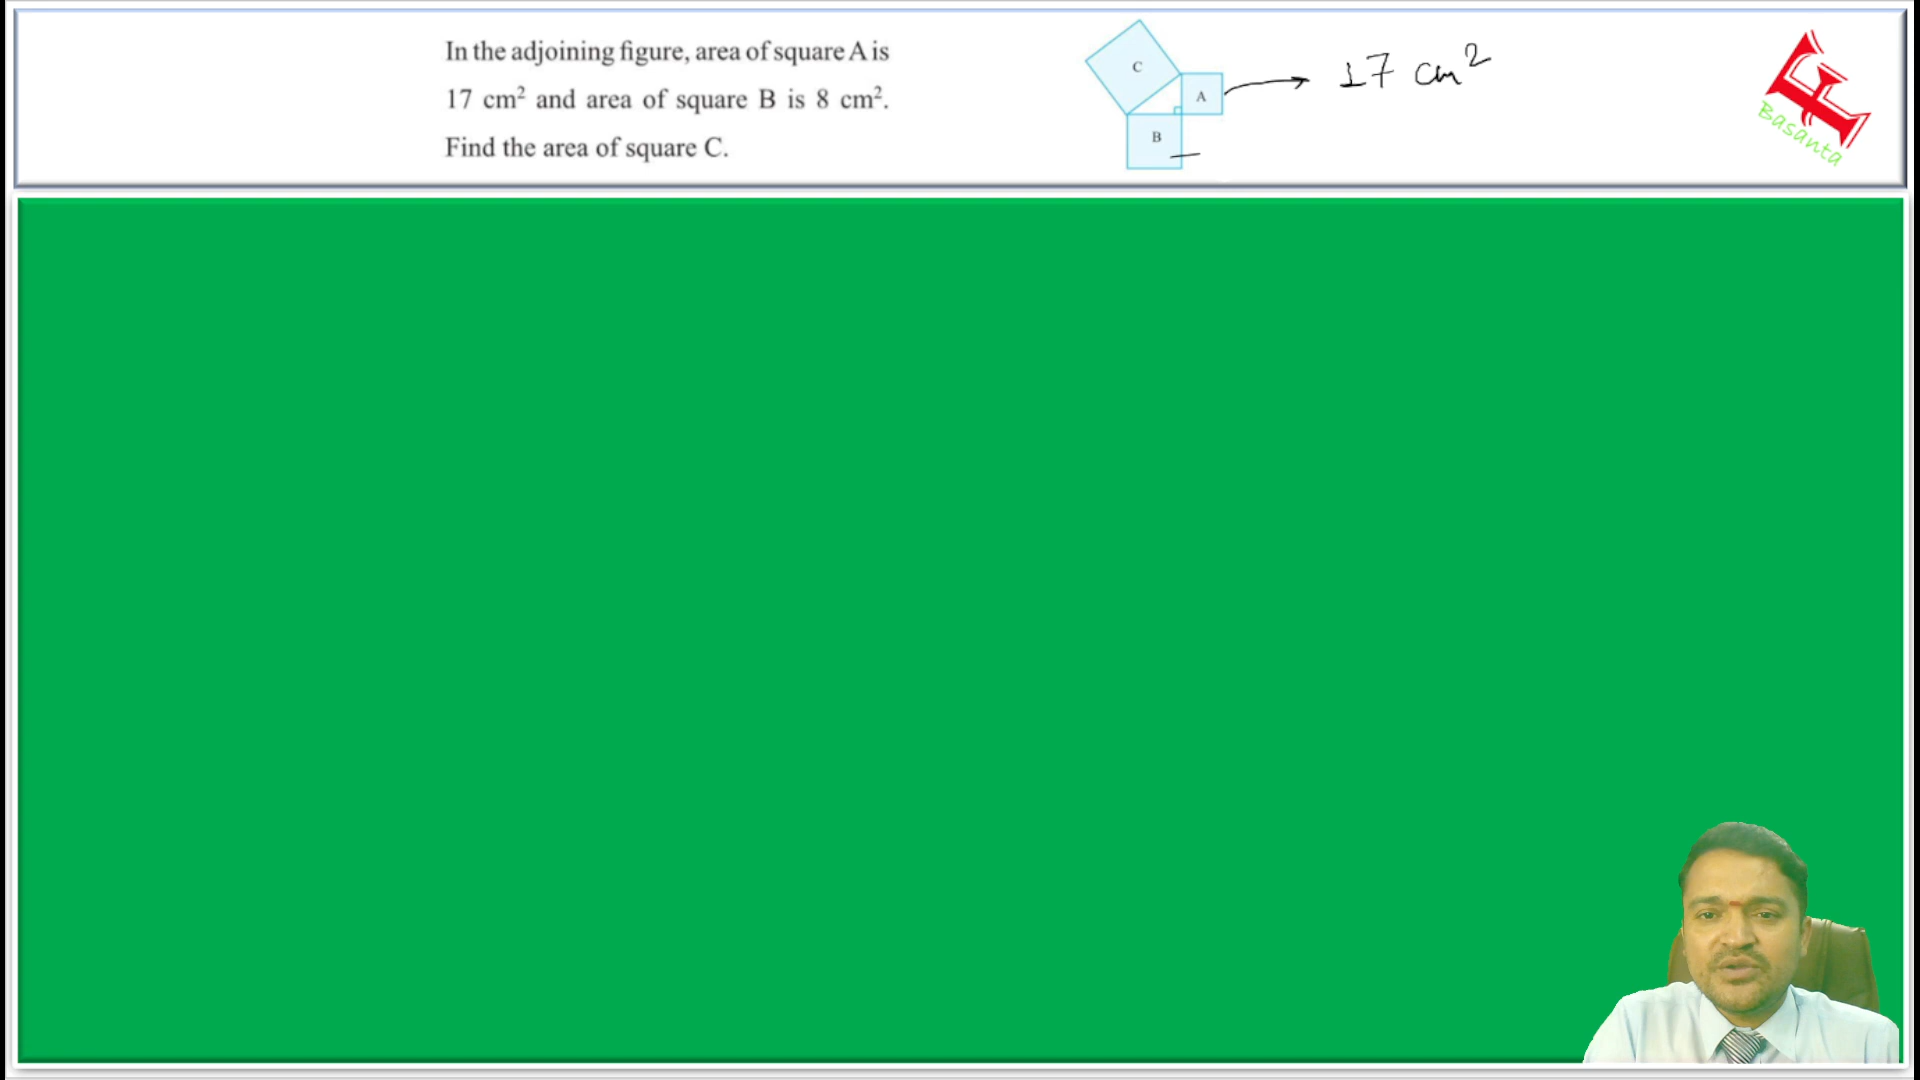 In the adjoining figure, area of square A is
17 cm² and area of square B is 8 cm².
Find the area of square C.
C
A
B
17 cm²
Basanta